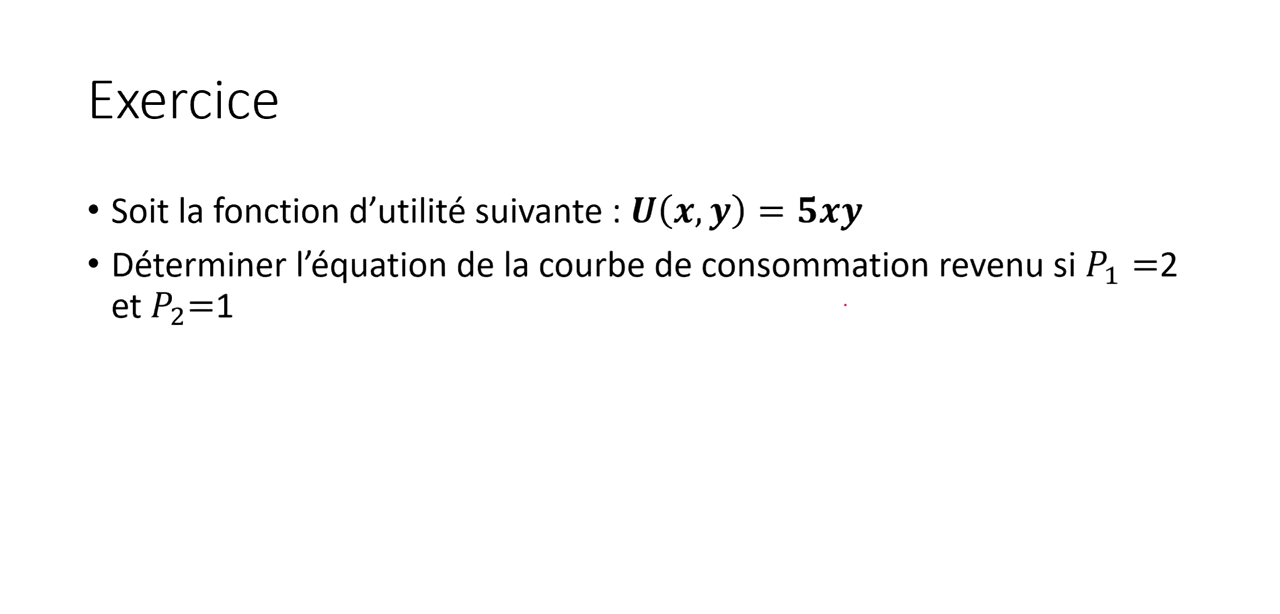 Exercice
• Soit la fonction d’utilité suivante : U(x, y) = 5xy
• Déterminer l’équation de la courbe de consommation revenu si P₁ =2
et P₂=1